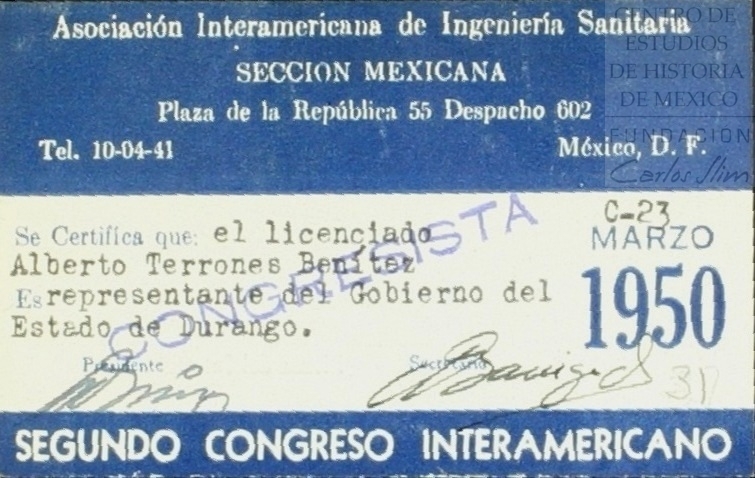 Asociación Interamericana de Ingeniería Sanitaria
SECCION MEXICANA
Plaza de la República 55 Despacho 602
Tel. 10-04-41 México, D. F.
CENTRO DE
ESTUDIOS
DE HISTORIA
DE MEXICO
FUNDACION
Carlos Slim
Se Certifica que: el licenciado
Alberto Terrones Benítez
Es representante del Gobierno del
Estado de Durango.
CONGRESISTA
C-23
MARZO
1950
Presidente Secretario
SEGUNDO CONGRESO INTERAMERICANO